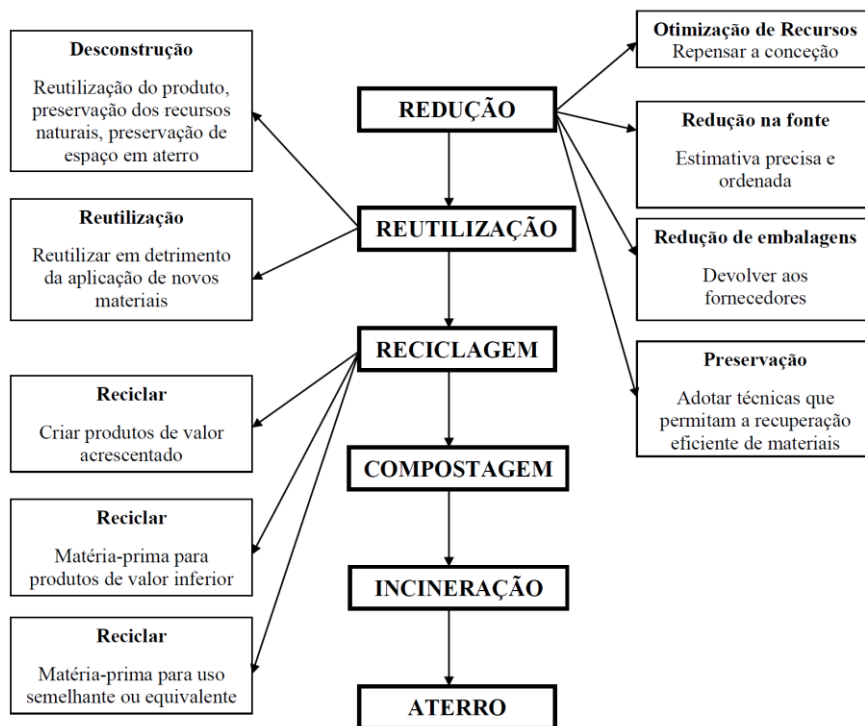 Desconstrução
Reutilização do produto,
preservação dos recursos
naturais, preservação de
espaço em aterro
Reutilização
Reutilizar em detrimento
da aplicação de novos
materiais
Reciclar
Criar produtos de valor
acrescentado
Reciclar
Matéria-prima para
produtos de valor inferior
Reciclar
Matéria-prima para uso
semelhante ou equivalente
REDUÇÃO
REUTILIZAÇÃO
RECICLAGEM
COMPOSTAGEM
INCINERAÇÃO
ATERRO
Otimização de Recursos
Repensar a conceção
Redução na fonte
Estimativa precisa e
ordenada
Redução de embalagens
Devolver aos
fornecedores
Preservação
Adotar técnicas que
permitam a recuperação
eficiente de materiais